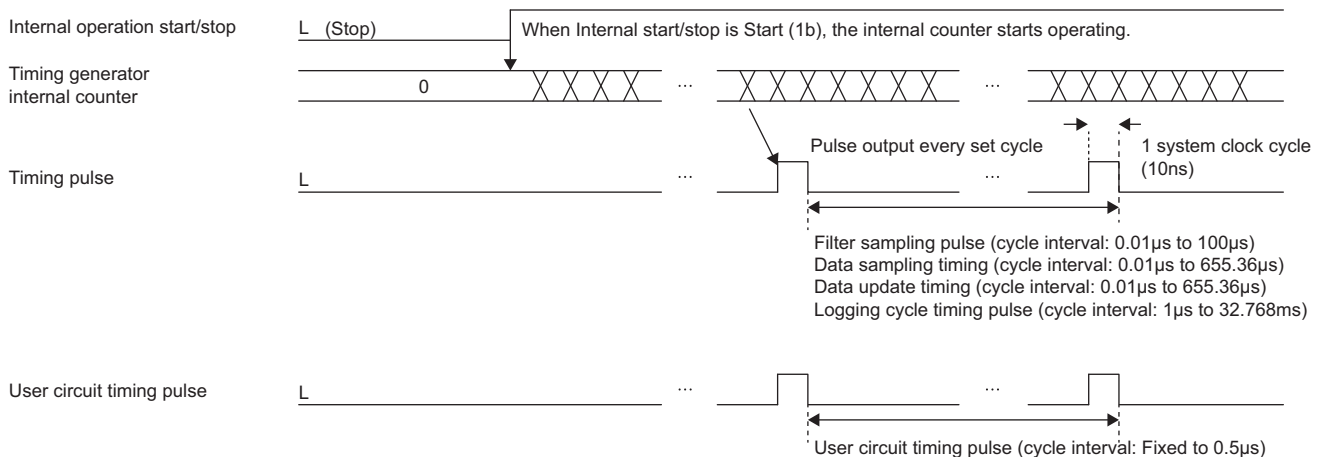 Internal operation start/stop
L (Stop)
When Internal start/stop is Start (1b), the internal counter starts operating.
Timing generator
internal counter
0
...
...
Pulse output every set cycle
1 system clock cycle
(10ns)
Timing pulse
L
...
...
Filter sampling pulse (cycle interval: 0.01μs to 100μs)
Data sampling timing (cycle interval: 0.01μs to 655.36μs)
Data update timing (cycle interval: 0.01μs to 655.36μs)
Logging cycle timing pulse (cycle interval: 1μs to 32.768ms)
User circuit timing pulse
L
...
...
User circuit timing pulse (cycle interval: Fixed to 0.5μs)